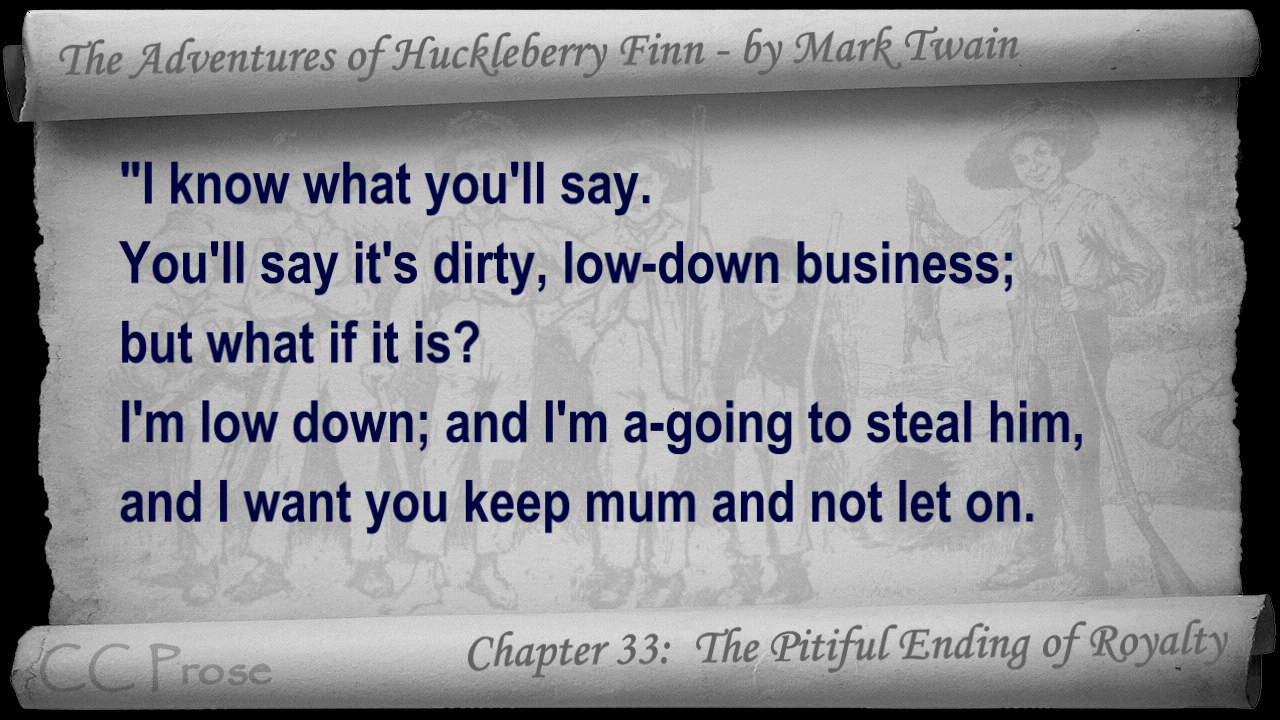 The Adventures of Huckleberry Finn - by Mark Twain
"I know what you'll say.
You'll say it's dirty, low-down business;
but what if it is?
I'm low down; and I'm a-going to steal him,
and I want you keep mum and not let on.
Chapter 33: The Pitiful Ending of Royalty
CC Prose